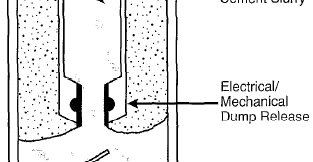 Cement Slurry
Electrical/
Mechanical
Dump Release